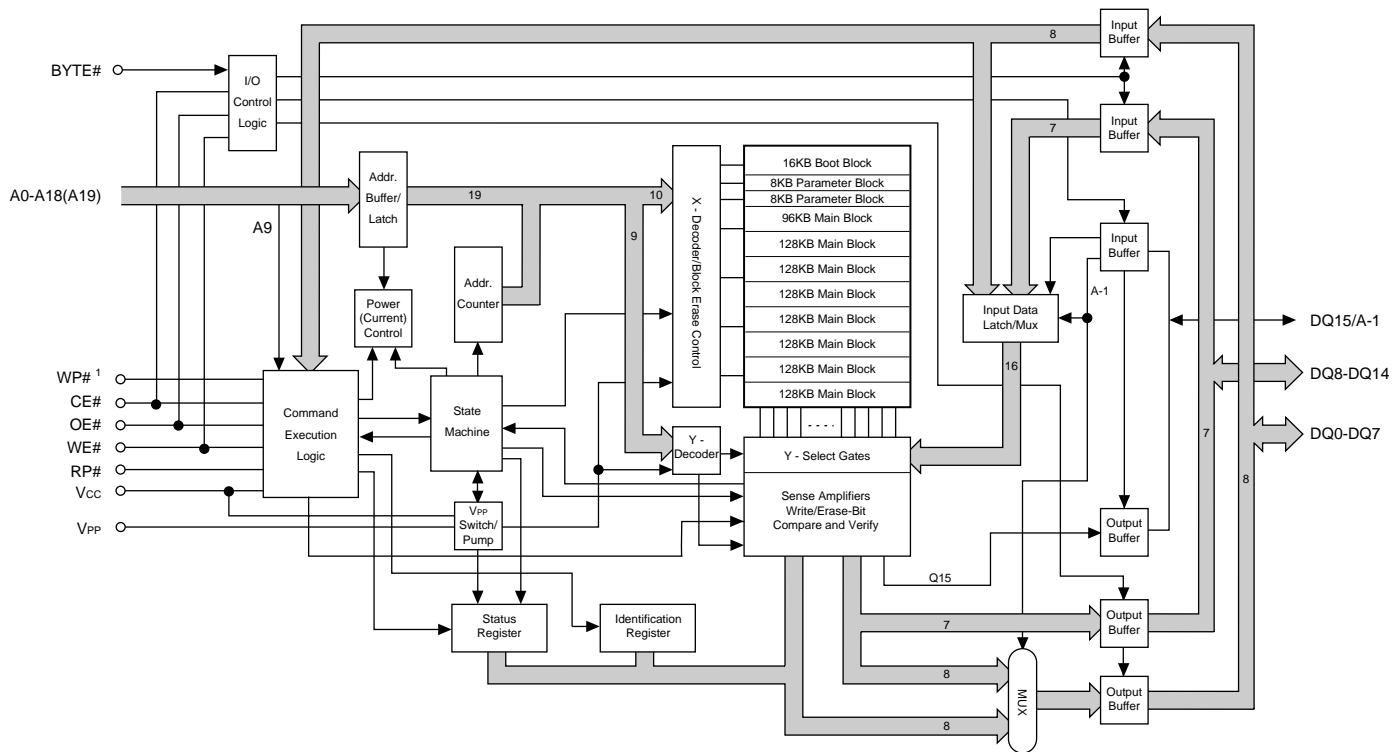 8
Input
Buffer
BYTE#
I/O
Control
Logic
7
Input
Buffer
A0-A18(A19)
Addr.
Buffer/
Latch
19
10
9
A9
X - Decoder/Block Erase Control
16KB Boot Block
8KB Parameter Block
8KB Parameter Block
96KB Main Block
128KB Main Block
128KB Main Block
128KB Main Block
128KB Main Block
128KB Main Block
128KB Main Block
128KB Main Block
Input
Buffer
A-1
Addr.
Counter
Power
(Current)
Control
Input Data
Latch/Mux
16
DQ15/A-1
DQ8-DQ14
DQ0-DQ7
7
8
WP# 1
CE#
OE#
WE#
RP#
VCC
VPP
Command
Execution
Logic
State
Machine
VPP
Switch/
Pump
Y -
Decoder
- - - -
Y - Select Gates
Sense Amplifiers
Write/Erase-Bit
Compare and Verify
Output
Buffer
Q15
Status
Register
Identification
Register
7
Output
Buffer
8
8
MUX
Output
Buffer